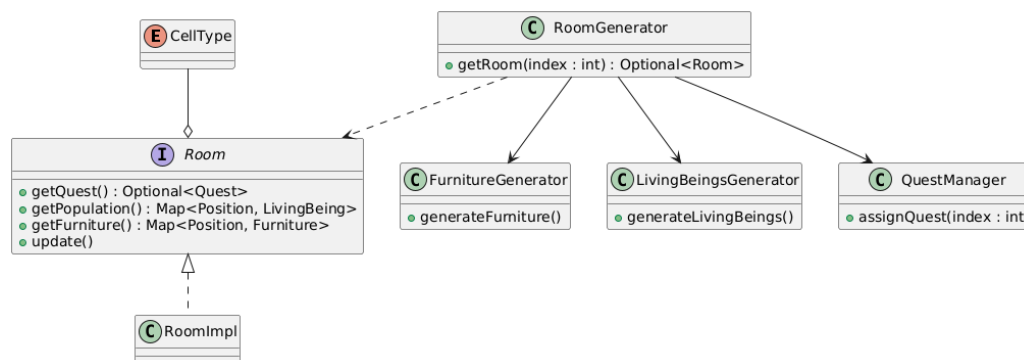 E CellType
C RoomGenerator
getRoom(index : int) : Optional<Room>
I Room
getQuest() : Optional<Quest>
getPopulation() : Map<Position, LivingBeing>
getFurniture() : Map<Position, Furniture>
update()
C FurnitureGenerator
generateFurniture()
C LivingBeingsGenerator
generateLivingBeings()
C QuestManager
assignQuest(index : int
C RoomImpl